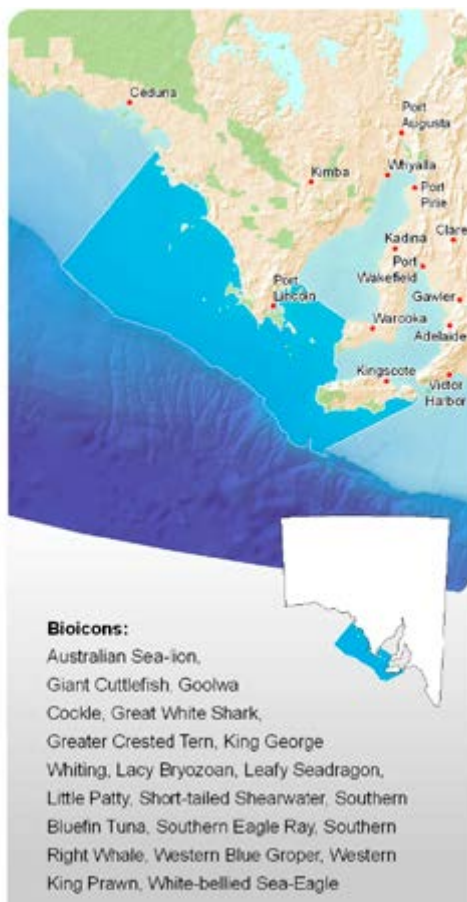 Ceduna
Port
Augusta
Kimba
Whyalla
Port
Pirie
Kadina
Clare
Port
Wakefield
Port
Lincoln
Gawler
Warooka
Adelaide
Kingscote
Victor
Harbor
Bioicons:
Australian Sea-lion,
Giant Cuttlefish, Goolwa
Cockle, Great White Shark,
Greater Crested Tern, King George
Whiting, Lacy Bryozoan, Leafy Seadragon,
Little Patty, Short-tailed Shearwater, Southern
Bluefin Tuna, Southern Eagle Ray, Southern
Right Whale, Western Blue Groper, Western
King Prawn, White-bellied Sea-Eagle